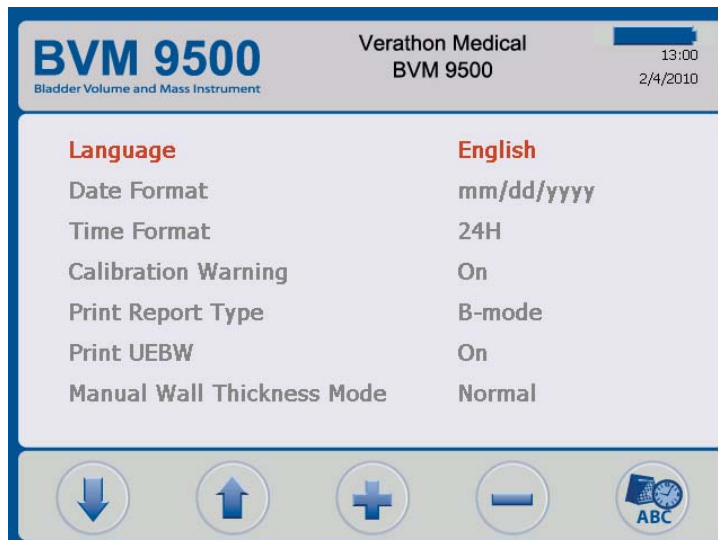 BVM 9500
Bladder Volume and Mass Instrument
Verathon Medical
BVM 9500
13:00
2/4/2010
Language English
Date Format mm/dd/yyyy
Time Format 24H
Calibration Warning On
Print Report Type B-mode
Print UEBW On
Manual Wall Thickness Mode Normal
ABC